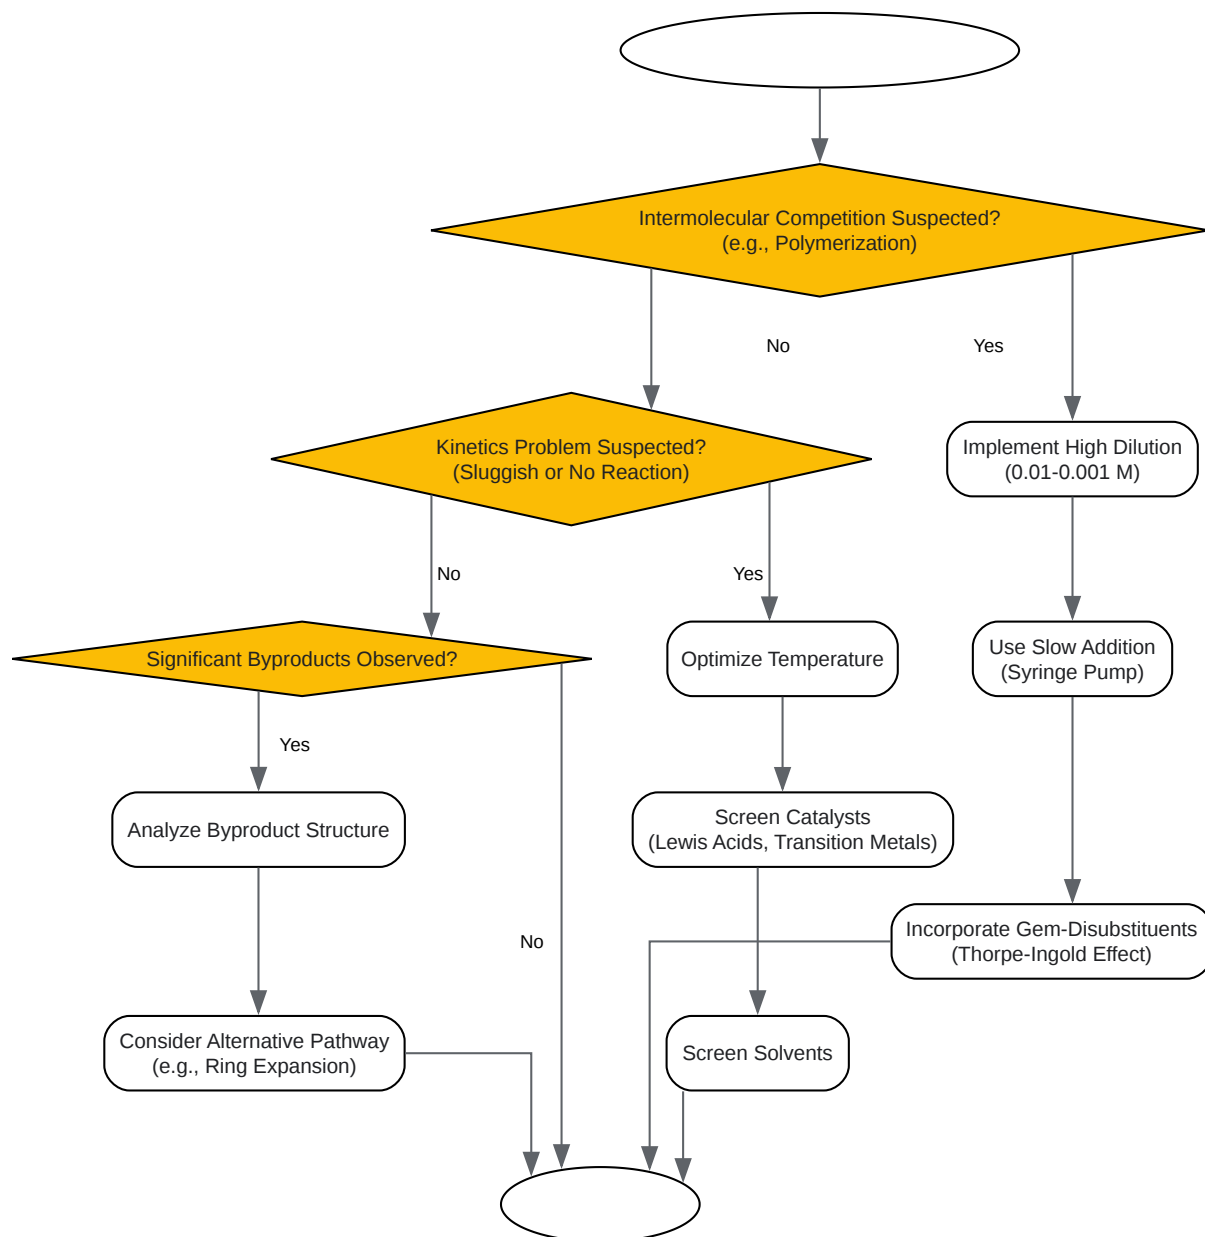 Intermolecular Competition Suspected?
(e.g., Polymerization)
No
Yes
Kinetics Problem Suspected?
(Sluggish or No Reaction)
Implement High Dilution
(0.01-0.001 M)
No
Yes
Significant Byproducts Observed?
Optimize Temperature
Use Slow Addition
(Syringe Pump)
Yes
Analyze Byproduct Structure
Screen Catalysts
(Lewis Acids, Transition Metals)
No
Incorporate Gem-Disubstituents
(Thorpe-Ingold Effect)
Consider Alternative Pathway
(e.g., Ring Expansion)
Screen Solvents